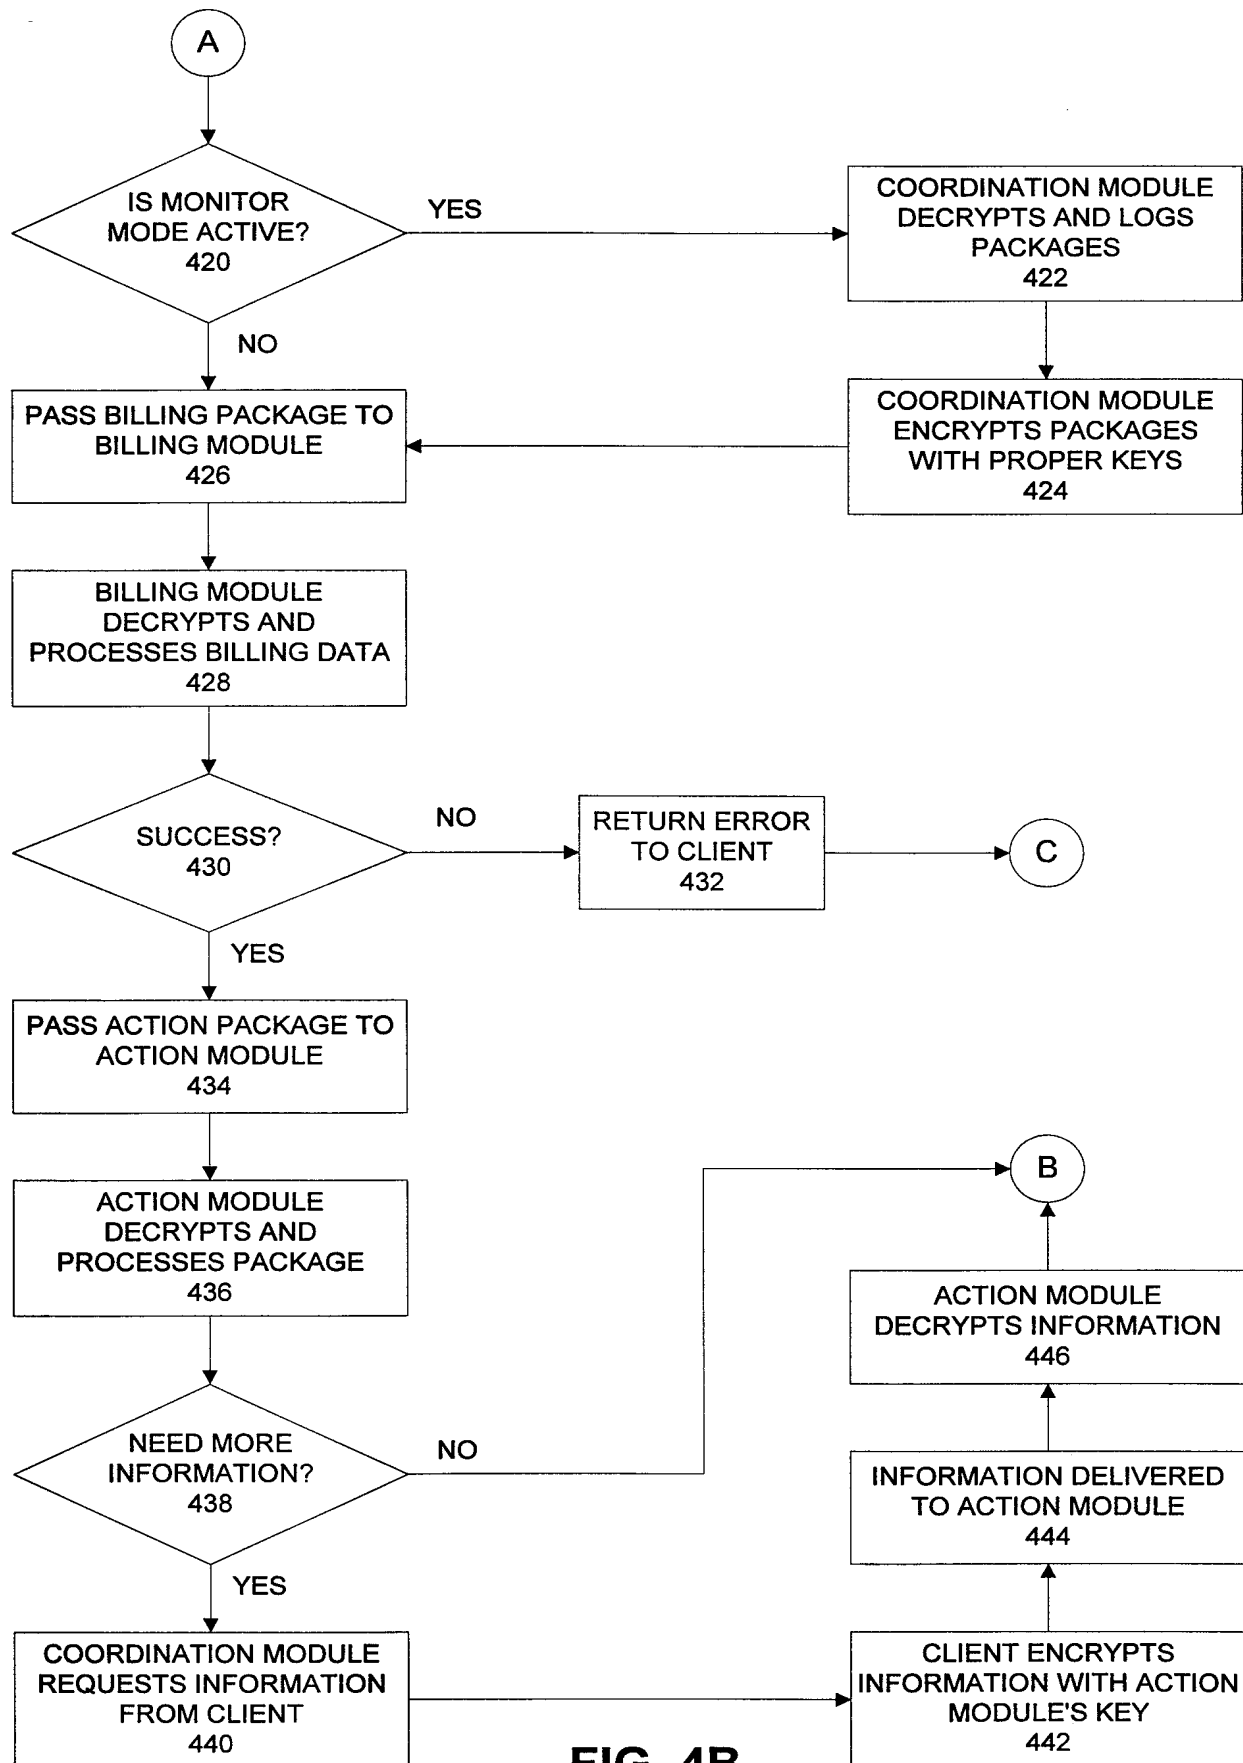 A
IS MONITOR
MODE ACTIVE?
420
YES
NO
COORDINATION MODULE
DECRYPTS AND LOGS
PACKAGES
422
COORDINATION MODULE
ENCRYPTS PACKAGES
WITH PROPER KEYS
424
PASS BILLING PACKAGE TO
BILLING MODULE
426
BILLING MODULE
DECRYPTS AND
PROCESSES BILLING DATA
428
SUCCESS?
430
NO
RETURN ERROR
TO CLIENT
432
C
YES
PASS ACTION PACKAGE TO
ACTION MODULE
434
ACTION MODULE
DECRYPTS AND
PROCESSES PACKAGE
436
NEED MORE
INFORMATION?
438
NO
B
YES
COORDINATION MODULE
REQUESTS INFORMATION
FROM CLIENT
440
CLIENT ENCRYPTS
INFORMATION WITH ACTION
MODULE'S KEY
442
INFORMATION DELIVERED
TO ACTION MODULE
444
ACTION MODULE
DECRYPTS INFORMATION
446
FIG. 4B